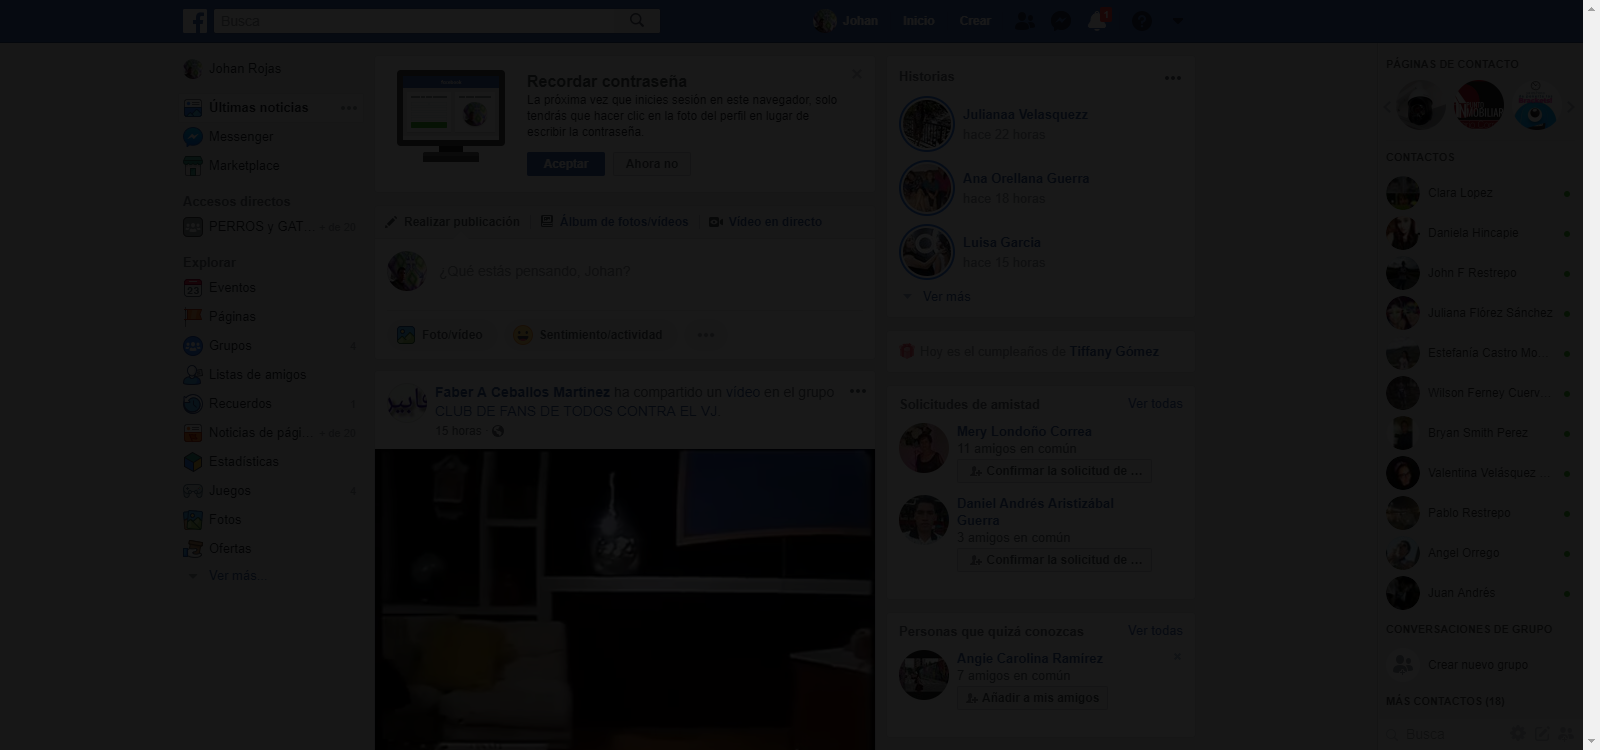 Busca
Johan
Inicio
Crear
1
Johan Rojas
Últimas noticias
Messenger
Marketplace
Accesos directos
PERROS y GAT...
+ de 20
Explorar
23
Eventos
Páginas
Grupos
Listas de amigos
Recuerdos
1
Noticias de pági...
+ de 20
Estadísticas
Juegos
Fotos
Ofertas
Ver más...
Recordar contraseña
La próxima vez que inicies sesión en este navegador, solo
tendrás que hacer clic en la foto del perfil en lugar de
escribir la contraseña.
Aceptar
Ahora no
Realizar publicación
Álbum de fotos/vídeos
Vídeo en directo
¿Qué estás pensando, Johan?
Foto/vídeo
Sentimiento/actividad
Faber A Ceballos Martinez ha compartido un vídeo en el grupo
CLUB DE FANS DE TODOS CONTRA EL VJ.
15 horas ·
Historias
Julianaa Velasquezz
hace 22 horas
Ana Orellana Guerra
hace 18 horas
Luisa García
hace 15 horas
Ver más
Hoy es el cumpleaños de Tiffany Gómez
Solicitudes de amistad
Ver todas
Mery Londoño Correa
11 amigos en común
Confirmar la solicitud de ...
Daniel Andrés Aristizábal
Guerra
3 amigos en común
Confirmar la solicitud de ...
Personas que quizá conozcas
Ver todas
Angie Carolina Ramirez
7 amigos en común
Añadir a mis amigos
PÁGINAS DE CONTACTO
CONTACTOS
Clara Lopez
Daniela Hincapie
John F Restrepo
Juliana Flórez Sánchez
Estefanía Castro Mo...
Wilson Ferney Cuerv...
Bryan Smith Perez
Valentina Velásquez
Pablo Restrepo
Angel Orrego
Juan Andrés
CONVERSACIONES DE GRUPO
Crear nuevo grupo
MÁS CONTACTOS (16)
Busca